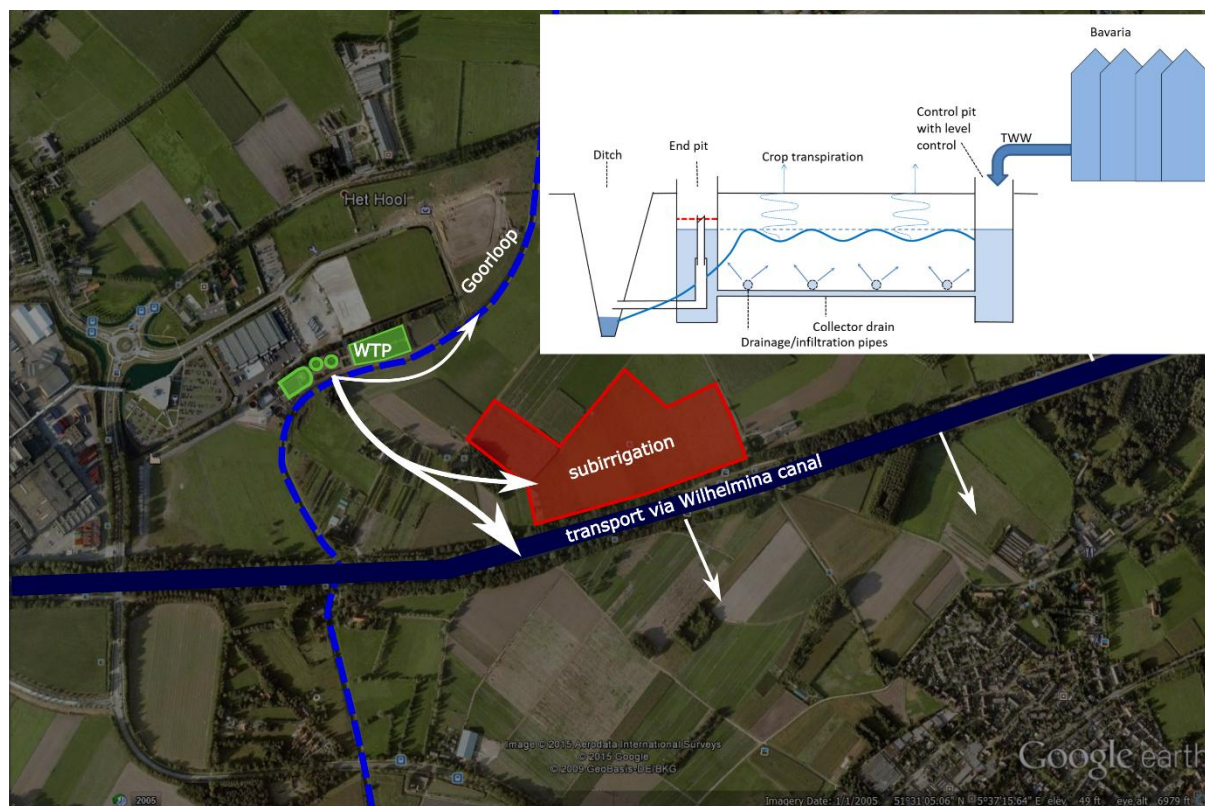 Bavaria
Control pit
with level
control
TWW
Ditch
End pit
Crop transpiration
Collector drain
Drainage/infiltration pipes
Het Hool
Goorloop
WTP
subirrigation
transport via Wilhelmina canal
Image © 2015 Aerodata International Surveys
© 2015 Google
© 2009 GeoBasis-DE/BKG
Google earth
2005
Imagery Date: 1/1/2005 51°31'05.06" N 5°37'15.64" E elev 49 ft eye alt 6979 ft